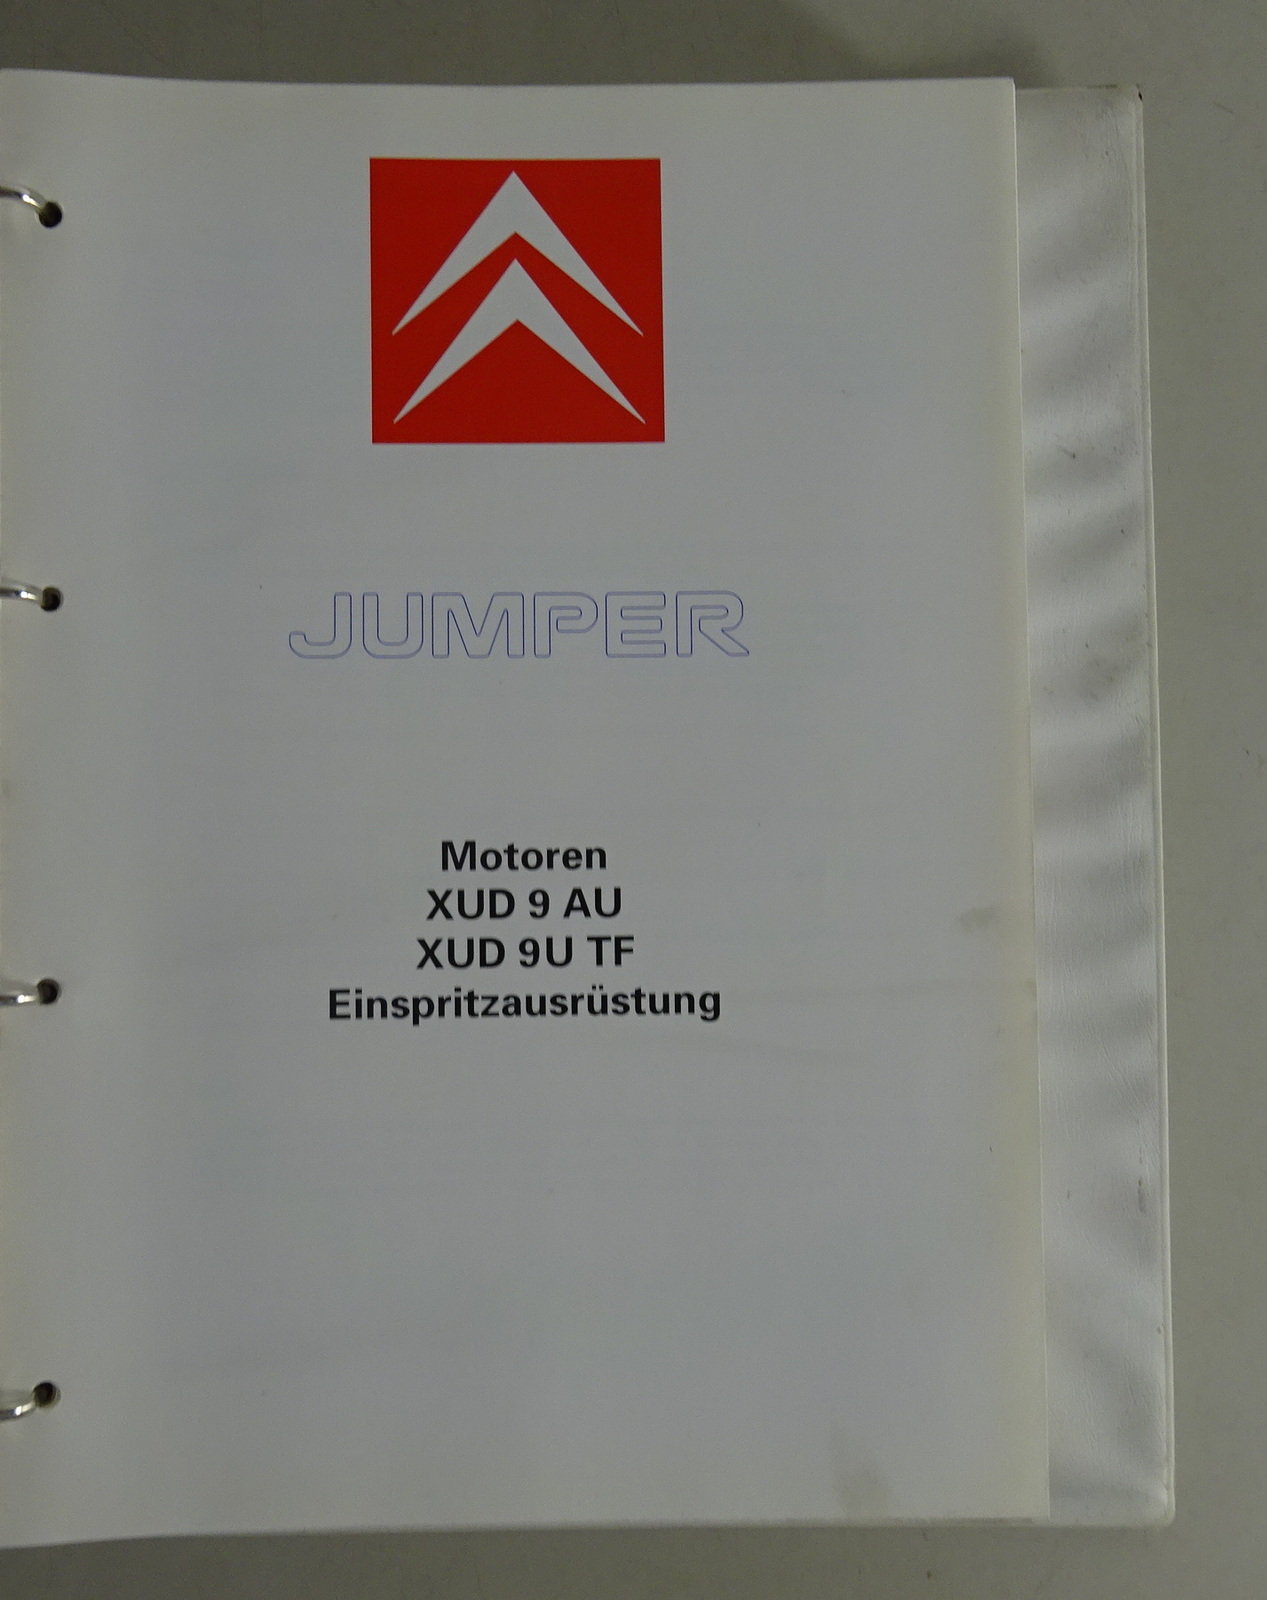 JUMPER
Motoren
XUD 9 AU
XUD 9U TF
Einspritzausrüstung